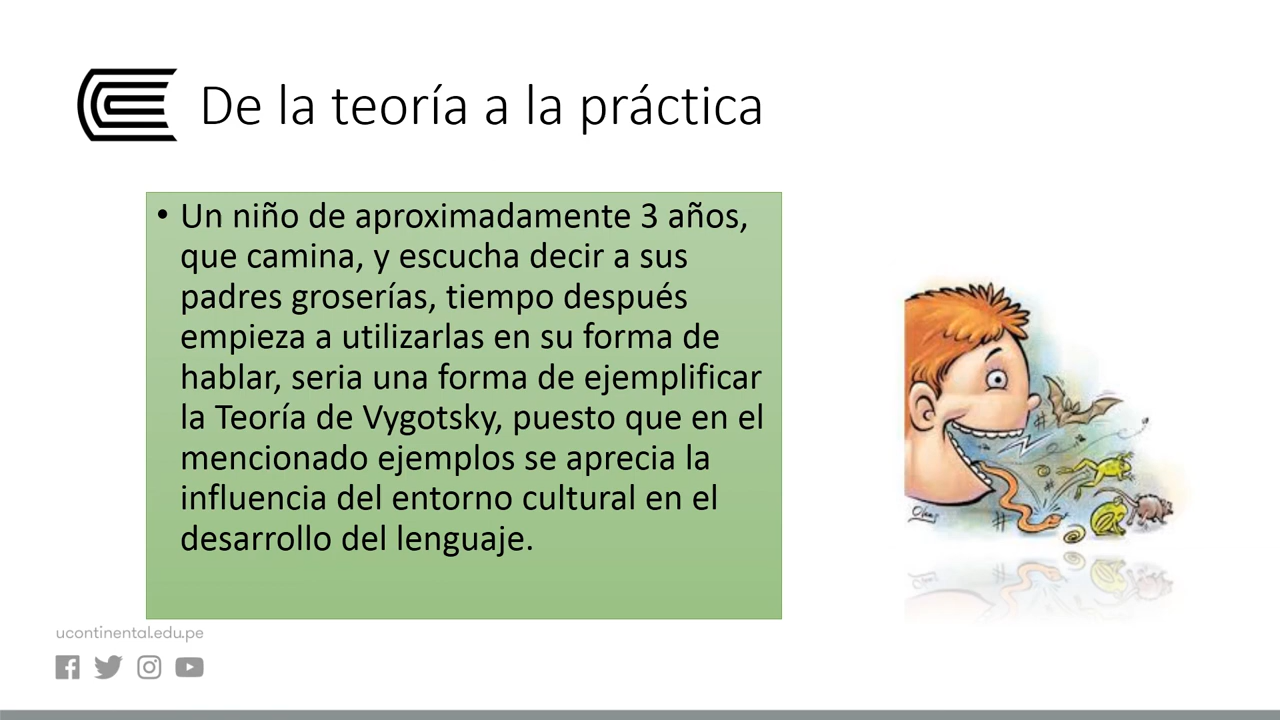 De la teoría a la práctica
• Un niño de aproximadamente 3 años,
que camina, y escucha decir a sus
padres groserías, tiempo después
empieza a utilizarlas en su forma de
hablar, seria una forma de ejemplificar
la Teoría de Vygotsky, puesto que en el
mencionado ejemplos se aprecia la
influencia del entorno cultural en el
desarrollo del lenguaje.
ucontinental.edu.pe